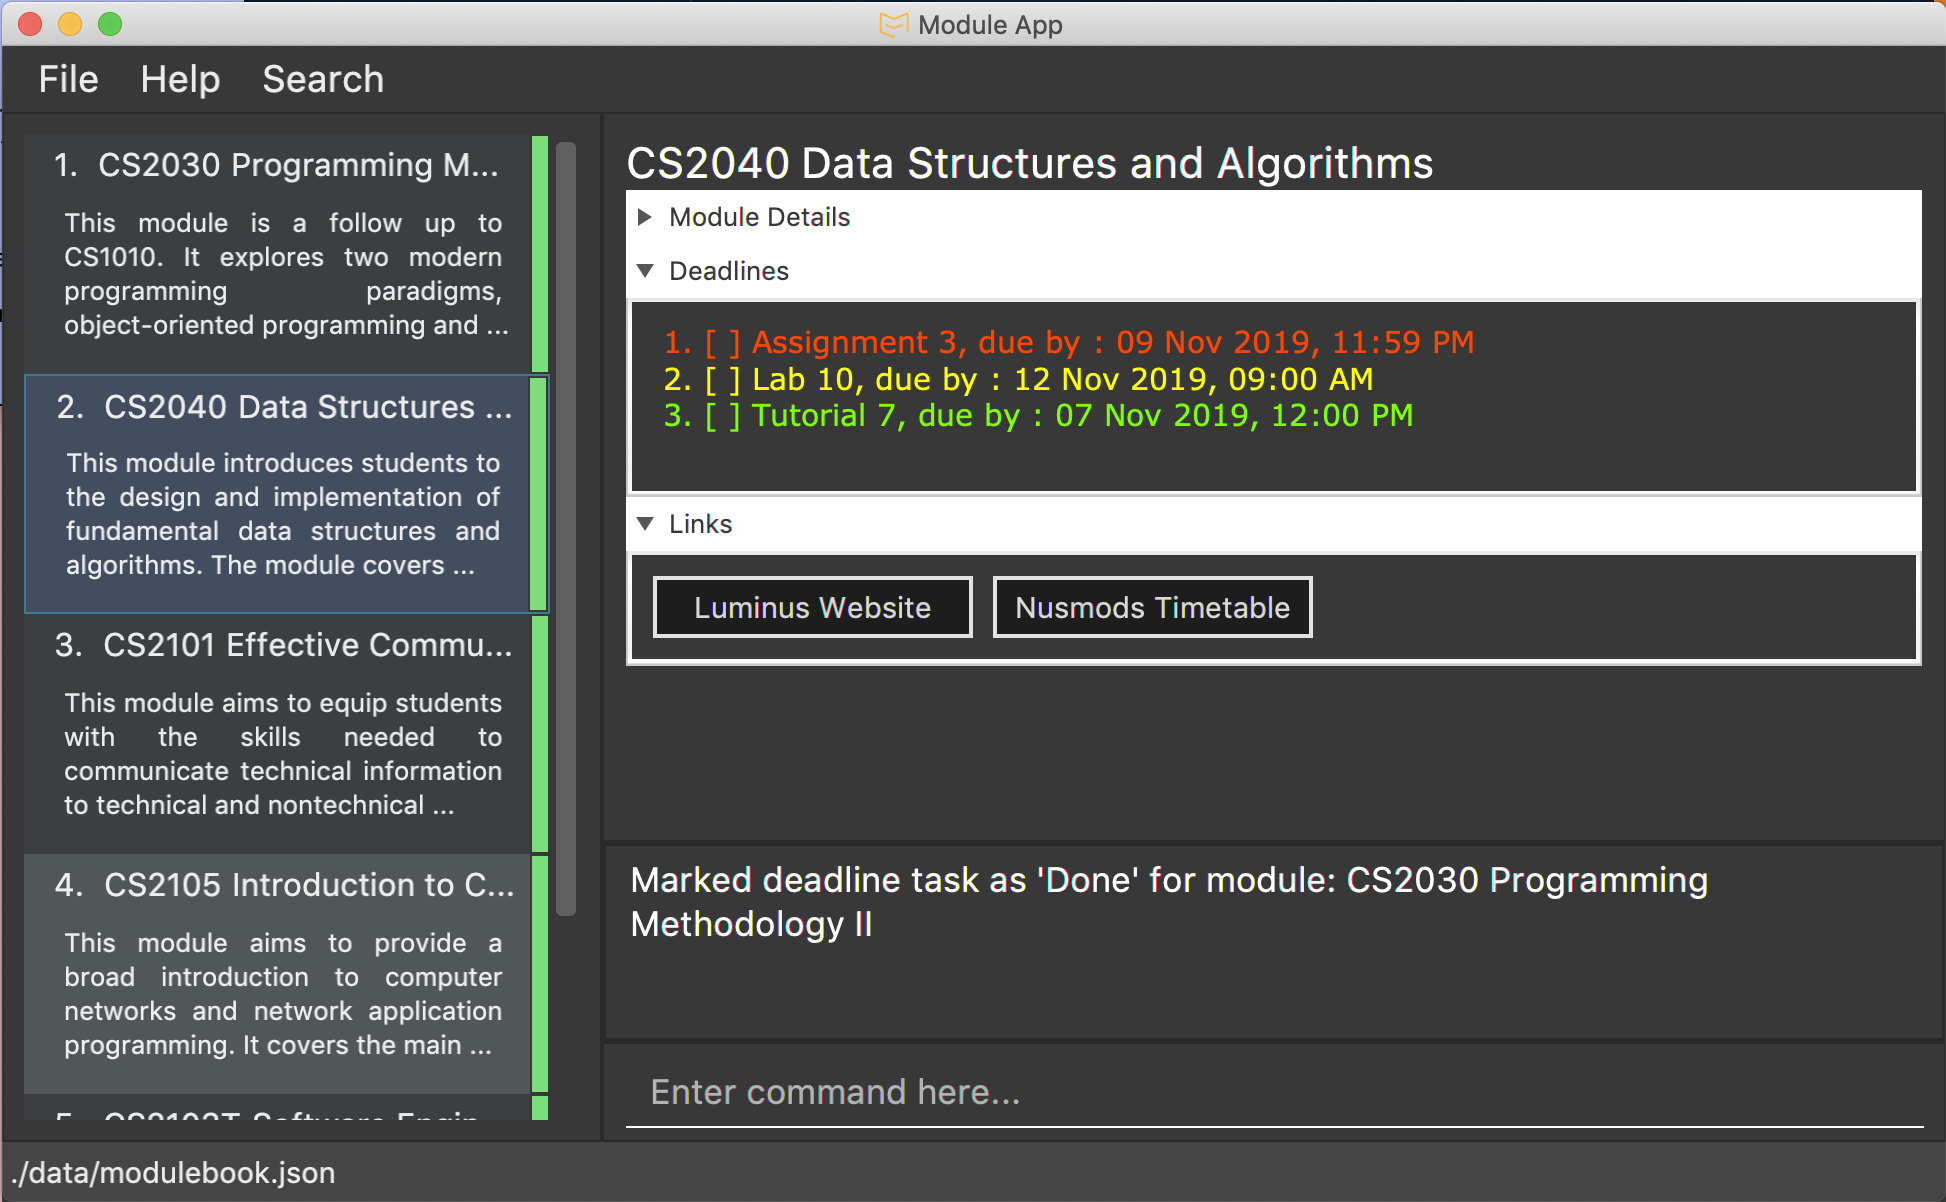 Module App
File Help Search
1. CS2030 Programming M...
This module is a follow up to
CS1010. It explores two modern
programming paradigms,
object-oriented programming and ...
2. CS2040 Data Structures ...
This module introduces students to
the design and implementation of
fundamental data structures and
algorithms. The module covers ...
3. CS2101 Effective Commu...
This module aims to equip students
with the skills needed to
communicate technical information
to technical and nontechnical ...
4. CS2105 Introduction to C...
This module aims to provide a
broad introduction to computer
networks and network application
programming. It covers the main ...
5. CS2103T Software Engin...
CS2040 Data Structures and Algorithms
Module Details
Deadlines
1. [ ] Assignment 3, due by : 09 Nov 2019, 11:59 PM
2. [ ] Lab 10, due by : 12 Nov 2019, 09:00 AM
3. [ ] Tutorial 7, due by : 07 Nov 2019, 12:00 PM
Links
Luminus Website Nusmods Timetable
Marked deadline task as 'Done' for module: CS2030 Programming
Methodology II
Enter command here...
./data/modulebook.json